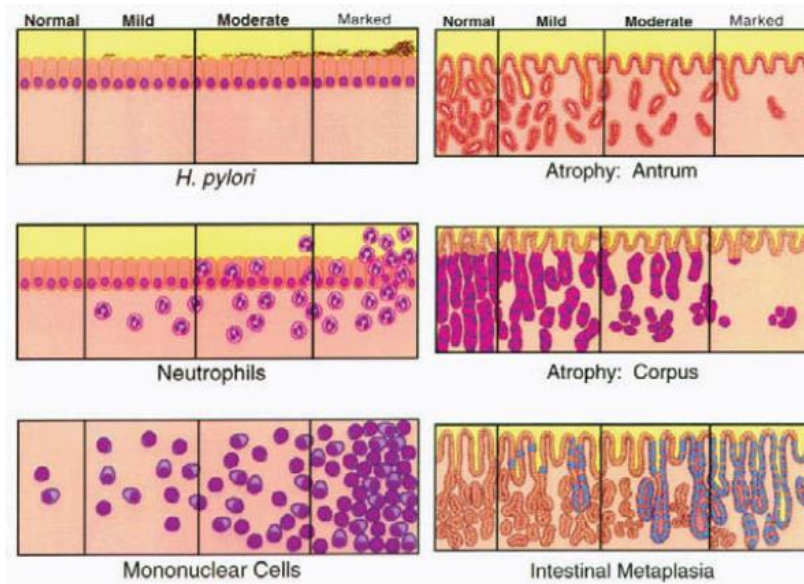 Normal Mild Moderate Marked
Normal Mild Moderate Marked
H. pylori
Atrophy: Antrum
Neutrophils
Atrophy: Corpus
Mononuclear Cells
Intestinal Metaplasia